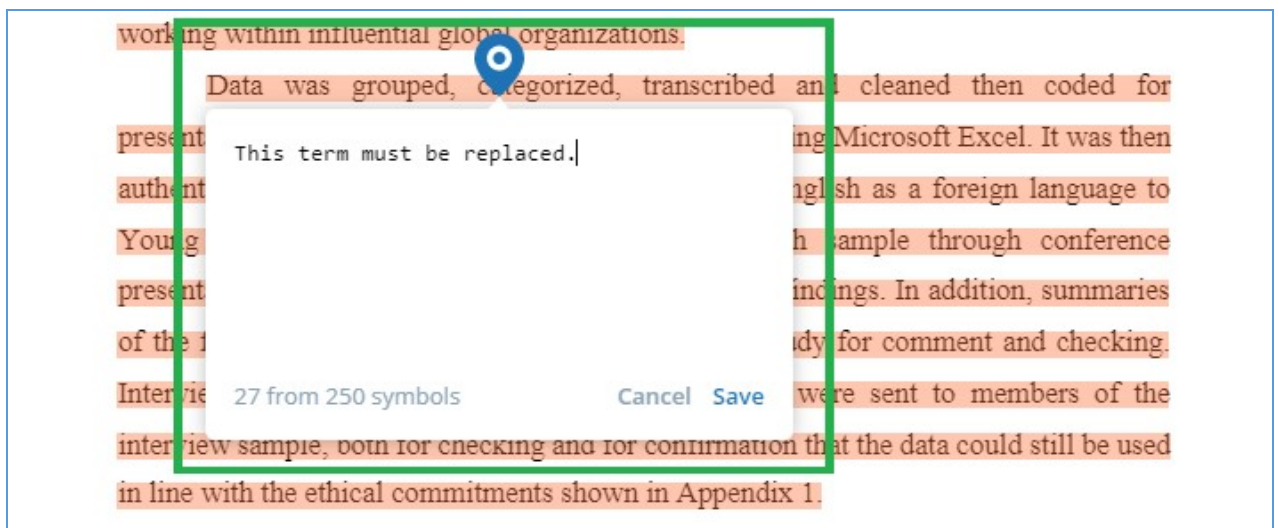 working within influential global organizations.
Data was grouped, categorized, transcribed and cleaned then coded for
present ing Microsoft Excel. It was then
authent nglish as a foreign language to
Young h sample through conference
present indings. In addition, summaries
of the f dy for comment and checking.
Intervie were sent to members of the
interview sample, both for checking and for confirmation that the data could still be used
in line with the ethical commitments shown in Appendix 1.
This term must be replaced.
27 from 250 symbols
Cancel Save